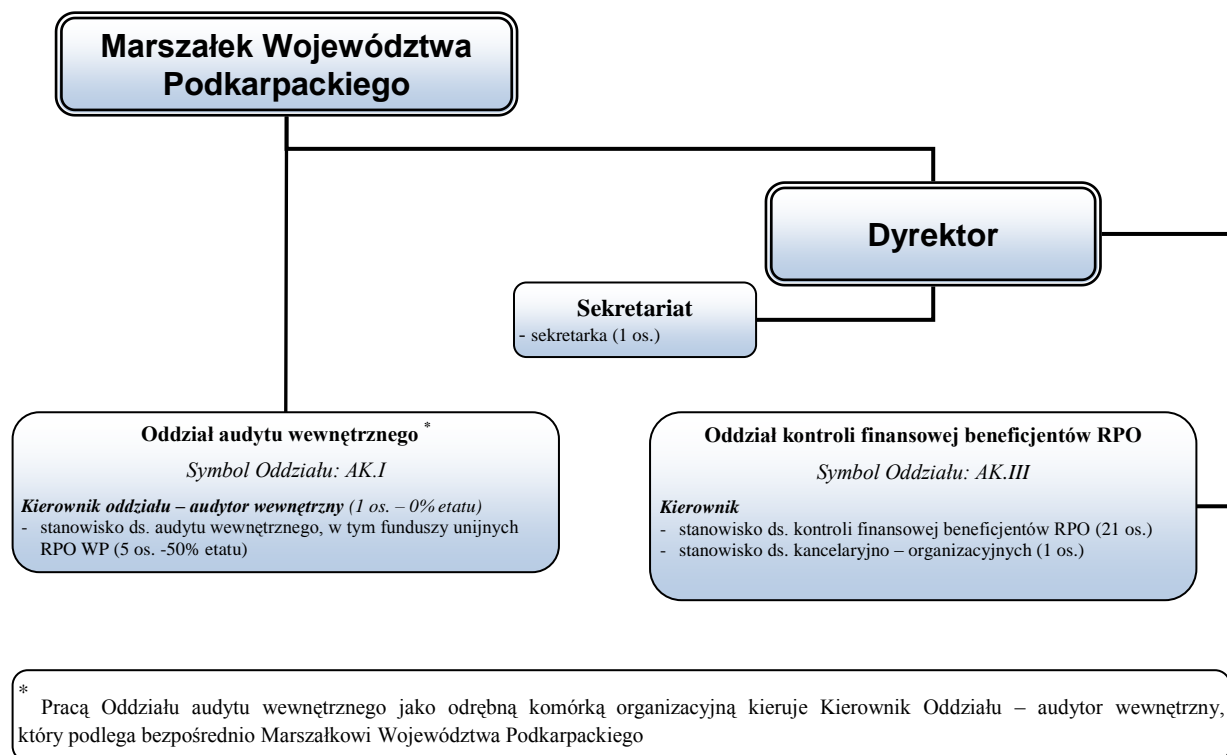 Marszałek Województwa
Podkarpackiego
Dyrektor
Sekretariat
- sekretarka (1 os.)
Oddział audytu wewnętrznego *
Symbol Oddziału: AK.I
Kierownik oddziału – audytor wewnętrzny (1 os. – 0% etatu)
- stanowisko ds. audytu wewnętrznego, w tym funduszy unijnych
RPO WP (5 os. -50% etatu)
Oddział kontroli finansowej beneficjentów RPO
Symbol Oddziału: AK.III
Kierownik
- stanowisko ds. kontroli finansowej beneficjentów RPO (21 os.)
- stanowisko ds. kancelaryjno – organizacyjnych (1 os.)
*
Pracą Oddziału audytu wewnętrznego jako odrębną komórką organizacyjną kieruje Kierownik Oddziału – audytor wewnętrzny,
który podlega bezpośrednio Marszałkowi Województwa Podkarpackiego